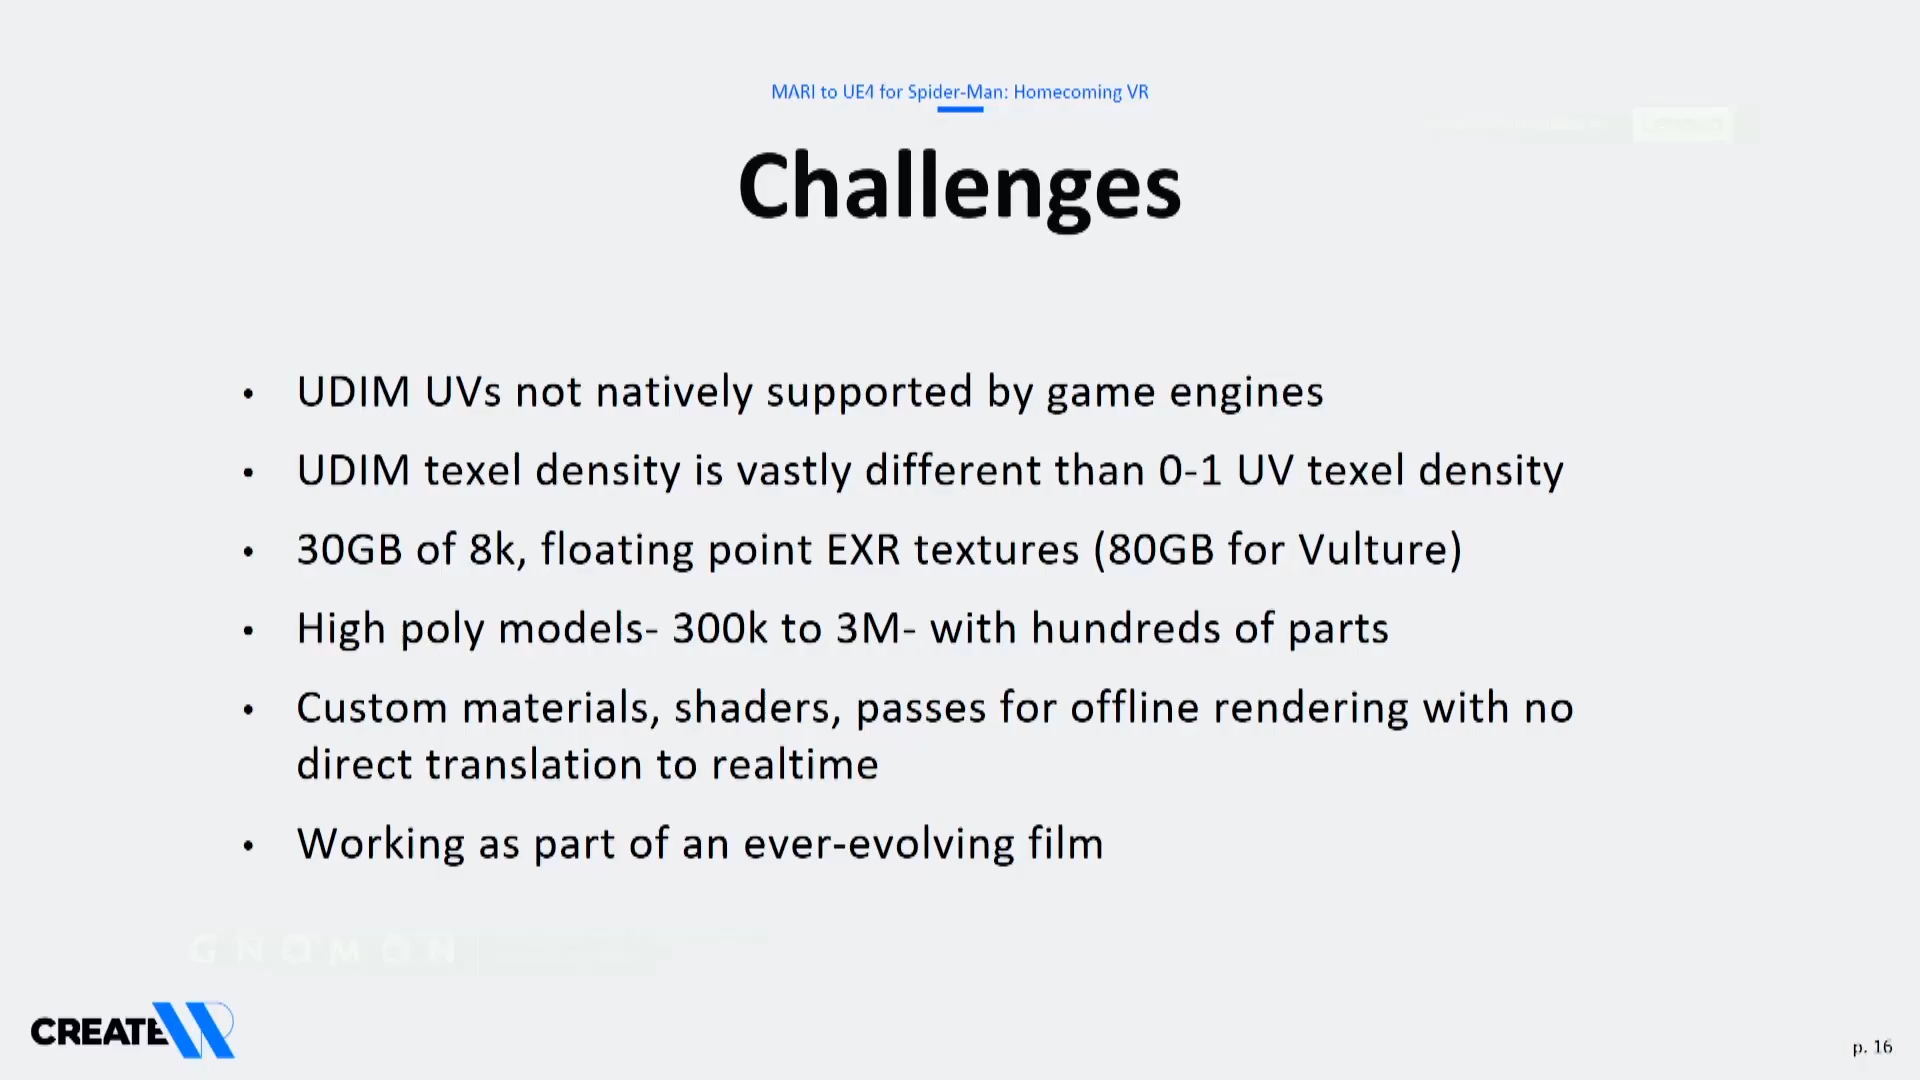 MARI to UE4 for Spider-Man: Homecoming VR
Challenges
• UDIM UVs not natively supported by game engines
• UDIM texel density is vastly different than 0-1 UV texel density
• 30GB of 8k, floating point EXR textures (80GB for Vulture)
• High poly models- 300k to 3M- with hundreds of parts
• Custom materials, shaders, passes for offline rendering with no
direct translation to realtime
• Working as part of an ever-evolving film
GNOMON
CREATE VR
p. 16